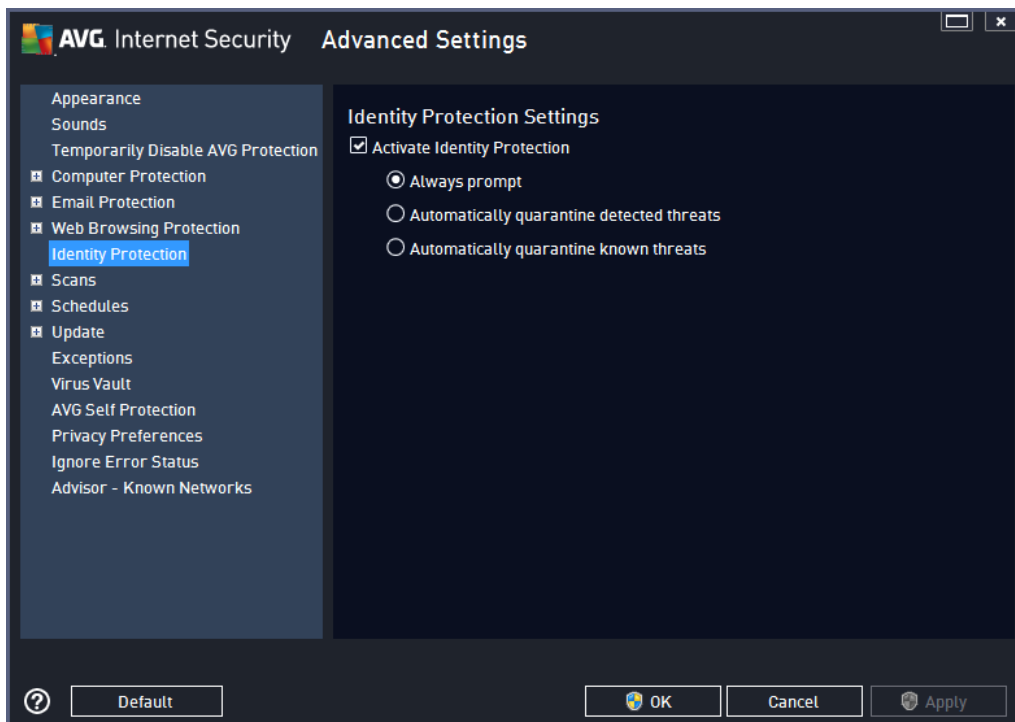 AVG. Internet Security Advanced Settings
Appearance
Sounds
Temporarily Disable AVG Protection
Computer Protection
Email Protection
Web Browsing Protection
Identity Protection
Scans
Schedules
Update
Exceptions
Virus Vault
AVG Self Protection
Privacy Preferences
Ignore Error Status
Advisor - Known Networks
Identity Protection Settings
Activate Identity Protection
Always prompt
Automatically quarantine detected threats
Automatically quarantine known threats
? Default OK Cancel Apply